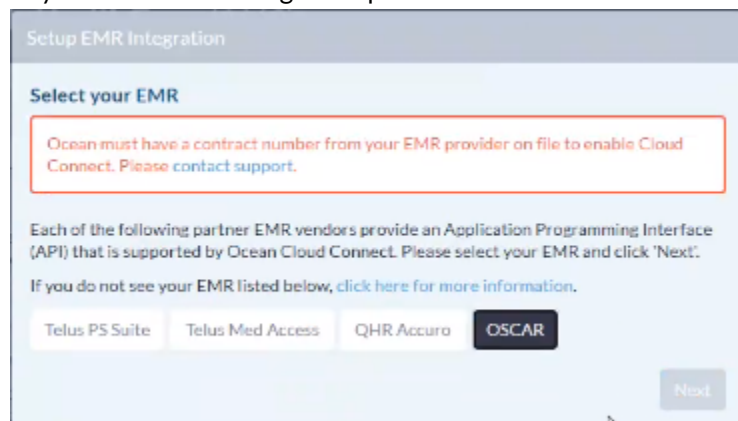 Setup EMR Integration
Select your EMR
Ocean must have a contract number from your EMR provider on file to enable Cloud
Connect. Please contact support.
Each of the following partner EMR vendors provide an Application Programming Interface
(API) that is supported by Ocean Cloud Connect. Please select your EMR and click 'Next'.
If you do not see your EMR listed below, click here for more information.
Telus PS Suite Telus Med Access QHR Accuro OSCAR
Next